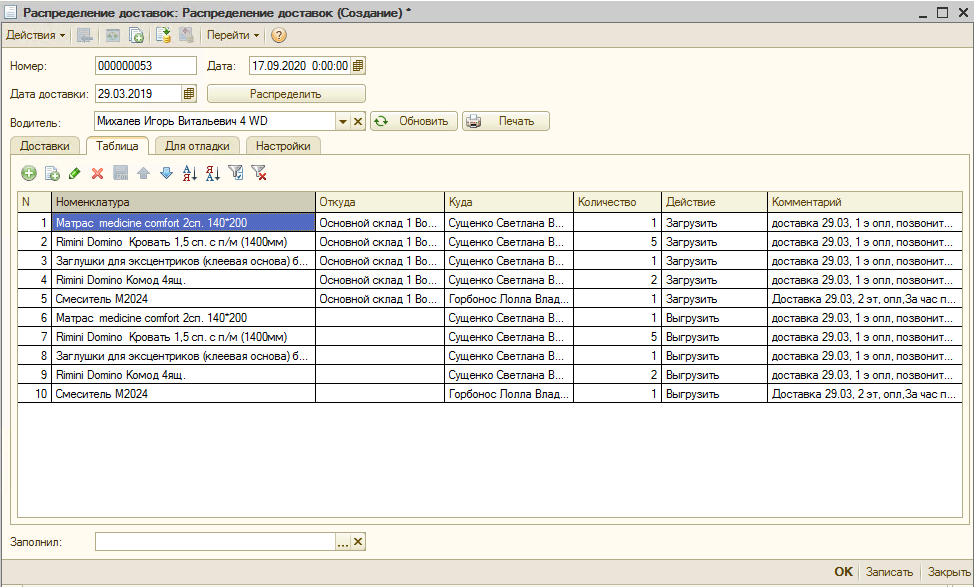 Распределение доставок: Распределение доставок (Создание) *
Действия Перейти ?
Номер: 000000053 Дата: 17.09.2020 0:00:00
Дата доставки: 29.03.2019 Распределить
Водитель: Михалев Игорь Витальевич 4 WD Обновить Печать
Доставки Таблица Для отладки Настройки
N Номенклатура Откуда Куда Количество Действие Комментарий
1 Матрас medicine comfort 2сп. 140*200 Основной склад 1 Во... Сущенко Светлана В... 1 Загрузить доставка 29.03, 1 э опл, позвонит...
2 Rimini Domino Кровать 1,5 сп. с п/м (1400мм) Основной склад 1 Во... Сущенко Светлана В... 5 Загрузить доставка 29.03, 1 э опл, позвонит...
3 Заглушки для эксцентриков (клеевая основа) б... Основной склад 1 Во... Сущенко Светлана В... 1 Загрузить доставка 29.03, 1 э опл, позвонит...
4 Rimini Domino Комод 4ящ. Основной склад 1 Во... Сущенко Светлана В... 2 Загрузить доставка 29.03, 1 э опл, позвонит...
5 Смеситель М2024 Основной склад 1 Во... Горбонос Лолла Влад... 1 Загрузить Доставка 29.03, 2 эт, опл,За час п...
6 Матрас medicine comfort 2сп. 140*200 Сущенко Светлана В... 1 Выгрузить доставка 29.03, 1 э опл, позвонит...
7 Rimini Domino Кровать 1,5 сп. с п/м (1400мм) Сущенко Светлана В... 5 Выгрузить доставка 29.03, 1 э опл, позвонит...
8 Заглушки для эксцентриков (клеевая основа) б... Сущенко Светлана В... 1 Выгрузить доставка 29.03, 1 э опл, позвонит...
9 Rimini Domino Комод 4ящ. Сущенко Светлана В... 2 Выгрузить доставка 29.03, 1 э опл, позвонит...
10 Смеситель М2024 Горбонос Лолла Влад... 1 Выгрузить Доставка 29.03, 2 эт, опл,За час п...
Заполнил: ...
OK Записать Закрыть